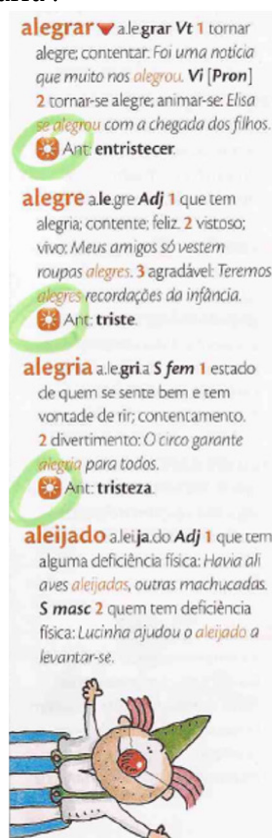 alegrar ▼ a.le.grar Vt 1 tornar
alegre; contentar: Foi uma notícia
que muito nos alegrou. Vi [Pron]
2 tornar-se alegre; animar-se: Elisa
se alegrou com a chegada dos filhos.
Ant: entristecer.
alegre a.le.gre Adj 1 que tem
alegria; contente; feliz. 2 vistoso;
vivo: Meus amigos só vestem
roupas alegres. 3 agradável: Teremos
alegres recordações da infância.
Ant: triste.
alegria a.le.gri.a S fem 1 estado
de quem se sente bem e tem
vontade de rir; contentamento.
2 divertimento: O circo garante
alegria para todos.
Ant: tristeza.
aleijado a.lei.ja.do Adj 1 que tem
alguma deficiência física: Havia ali
aves aleijadas, outras machucadas.
S masc 2 quem tem deficiência
física: Lucinha ajudou o aleijado a
levantar-se.